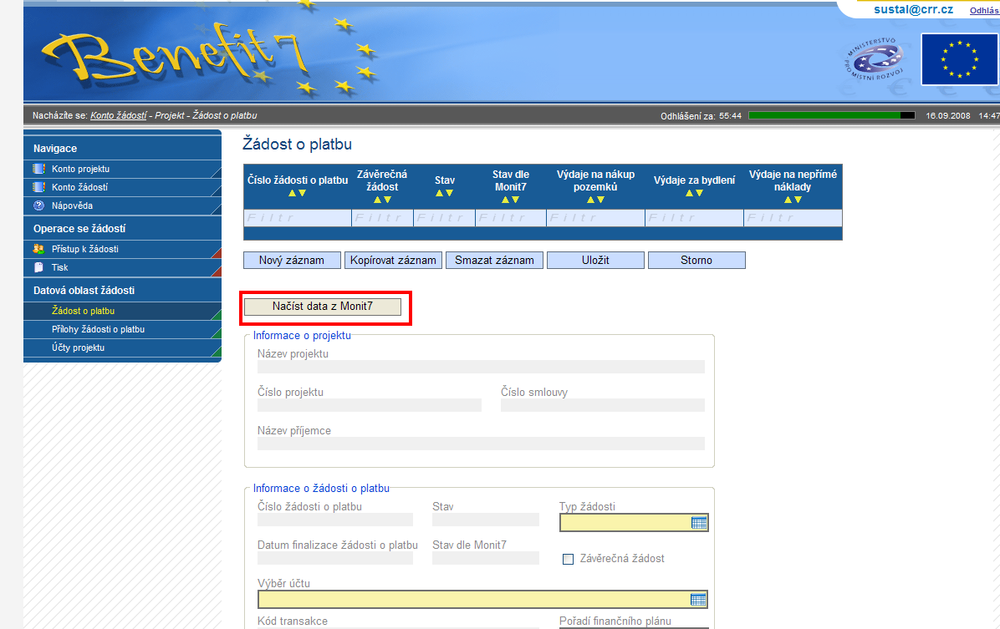 sustal@crr.cz Odhlás
Benefit7
MINISTERSTVO PRO MÍSTNÍ ROZVOJ
Nacházíte se: Konto žádostí - Projekt - Žádost o platbu
Odhlášení za: 55:44 16.09.2008 14:47
Navigace
Konto projektu
Konto žádostí
Nápověda
Operace se žádostí
Přístup k žádosti
Tisk
Datová oblast žádosti
Žádost o platbu
Přílohy žádosti o platbu
Účty projektu
Žádost o platbu
Číslo žádosti o platbu
Závěrečná
žádost
Stav
Stav dle
Monit7
Výdaje na nákup
pozemků
Výdaje za bydlení
Výdaje na nepřímé
náklady
Filtr Filtr Filtr Filtr Filtr Filtr Filtr
Nový záznam Kopírovat záznam Smazat záznam Uložit Storno
Načíst data z Monit7
Informace o projektu
Název projektu
Číslo projektu Číslo smlouvy
Název příjemce
Informace o žádosti o platbu
Číslo žádosti o platbu Stav Typ žádosti
Datum finalizace žádosti o platbu Stav dle Monit7
Závěrečná žádost
Výběr účtu
Kód transakce Pořadí finančního plánu